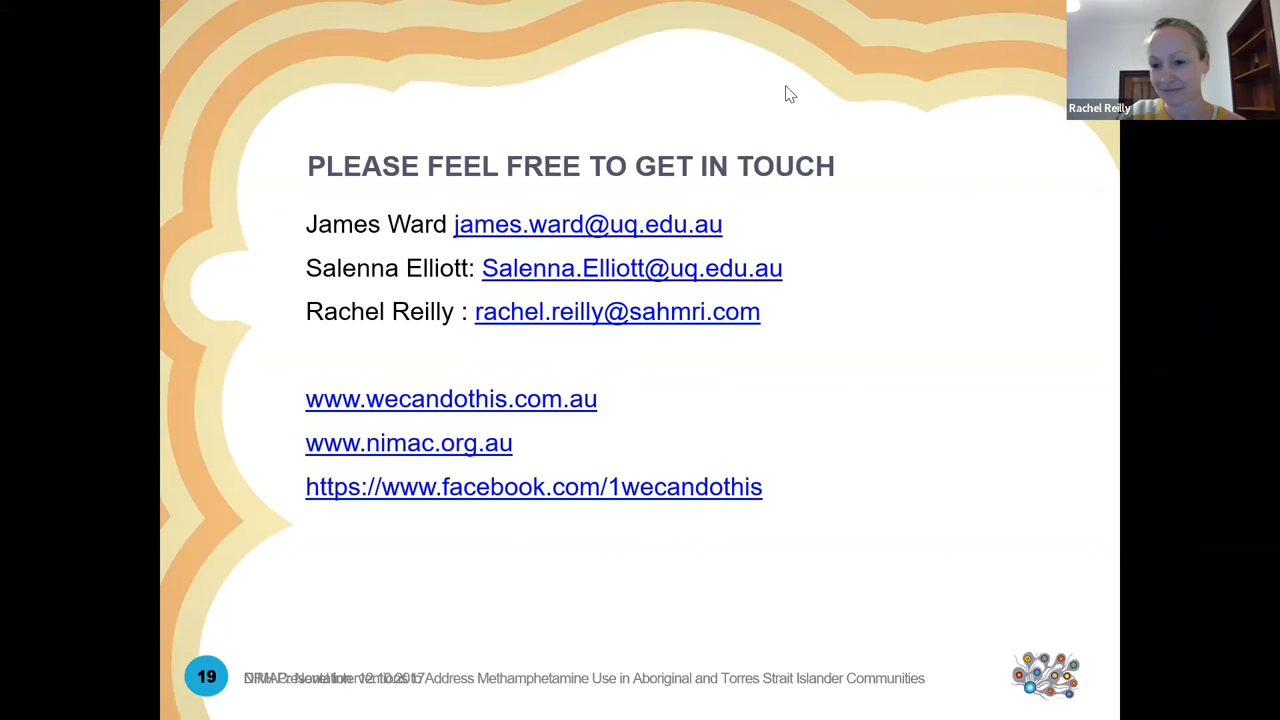 Rachel Reilly
PLEASE FEEL FREE TO GET IN TOUCH
James Ward james.ward@uq.edu.au
Salenna Elliott: Salenna.Elliott@uq.edu.au
Rachel Reilly : rachel.reilly@sahmri.com
www.wecandothis.com.au
www.nimac.org.au
https://www.facebook.com/1wecandothis
19
Address Methamphetamine Use in Aboriginal and Torres Strait Islander Communities